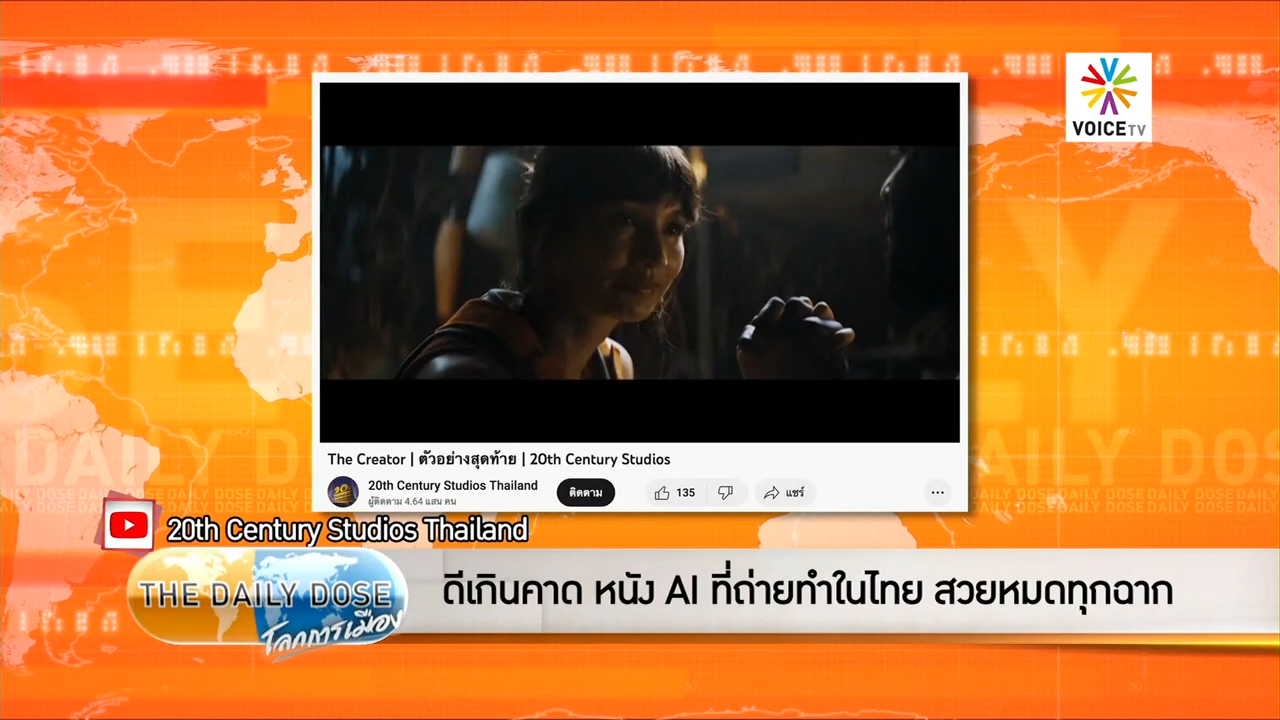 VOICE TV
The Creator | ตัวอย่างสุดท้าย | 20th Century Studios
20th Century Studios Thailand
ผู้ติดตาม 4.64 แสน คน
ติดตาม
135
แชร์
20th Century Studios Thailand
THE DAILY DOSE
โลกการเมือง
ดีเกินคาด หนัง AI ที่ถ่ายทำในไทย สวยหมดทุกฉาก
DAILY DOSE